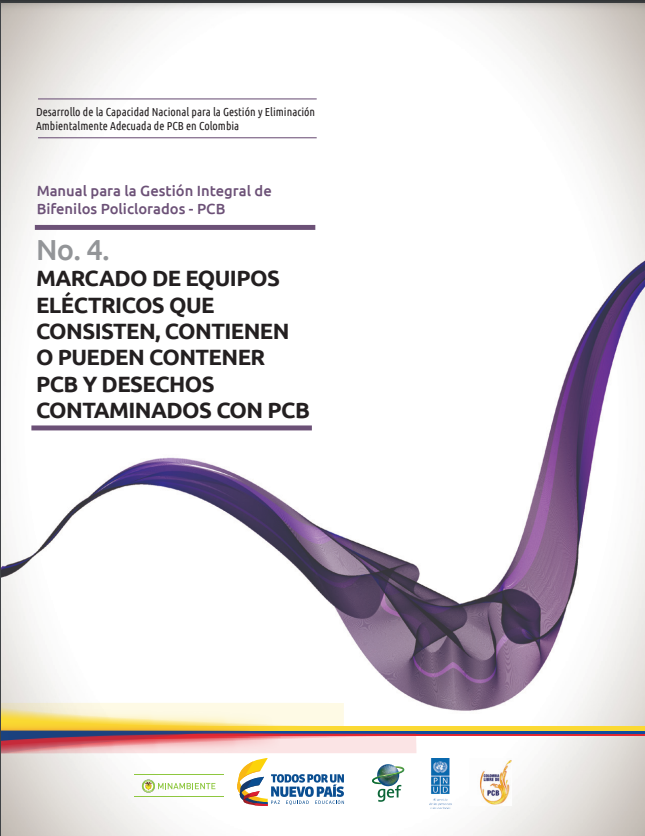 Desarrollo de la Capacidad Nacional para la Gestión y Eliminación
Ambientalmente Adecuada de PCB en Colombia
Manual para la Gestión Integral de
Bifenilos Policlorados - PCB
No. 4.
MARCADO DE EQUIPOS
ELÉCTRICOS QUE
CONSISTEN, CONTIENEN
O PUEDEN CONTENER
PCB Y DESECHOS
CONTAMINADOS CON PCB
MINAMBIENTE
TODOS POR UN
NUEVO PAÍS
PAZ EQUIDAD EDUCACIÓN
gef
P N
U D
COLOMBIA
LIBRE DE
PCB